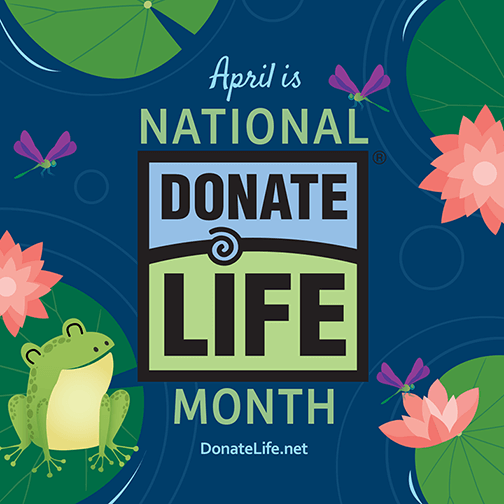 April is
NATIONAL
DONATE
LIFE
®
MONTH
DonateLife.net